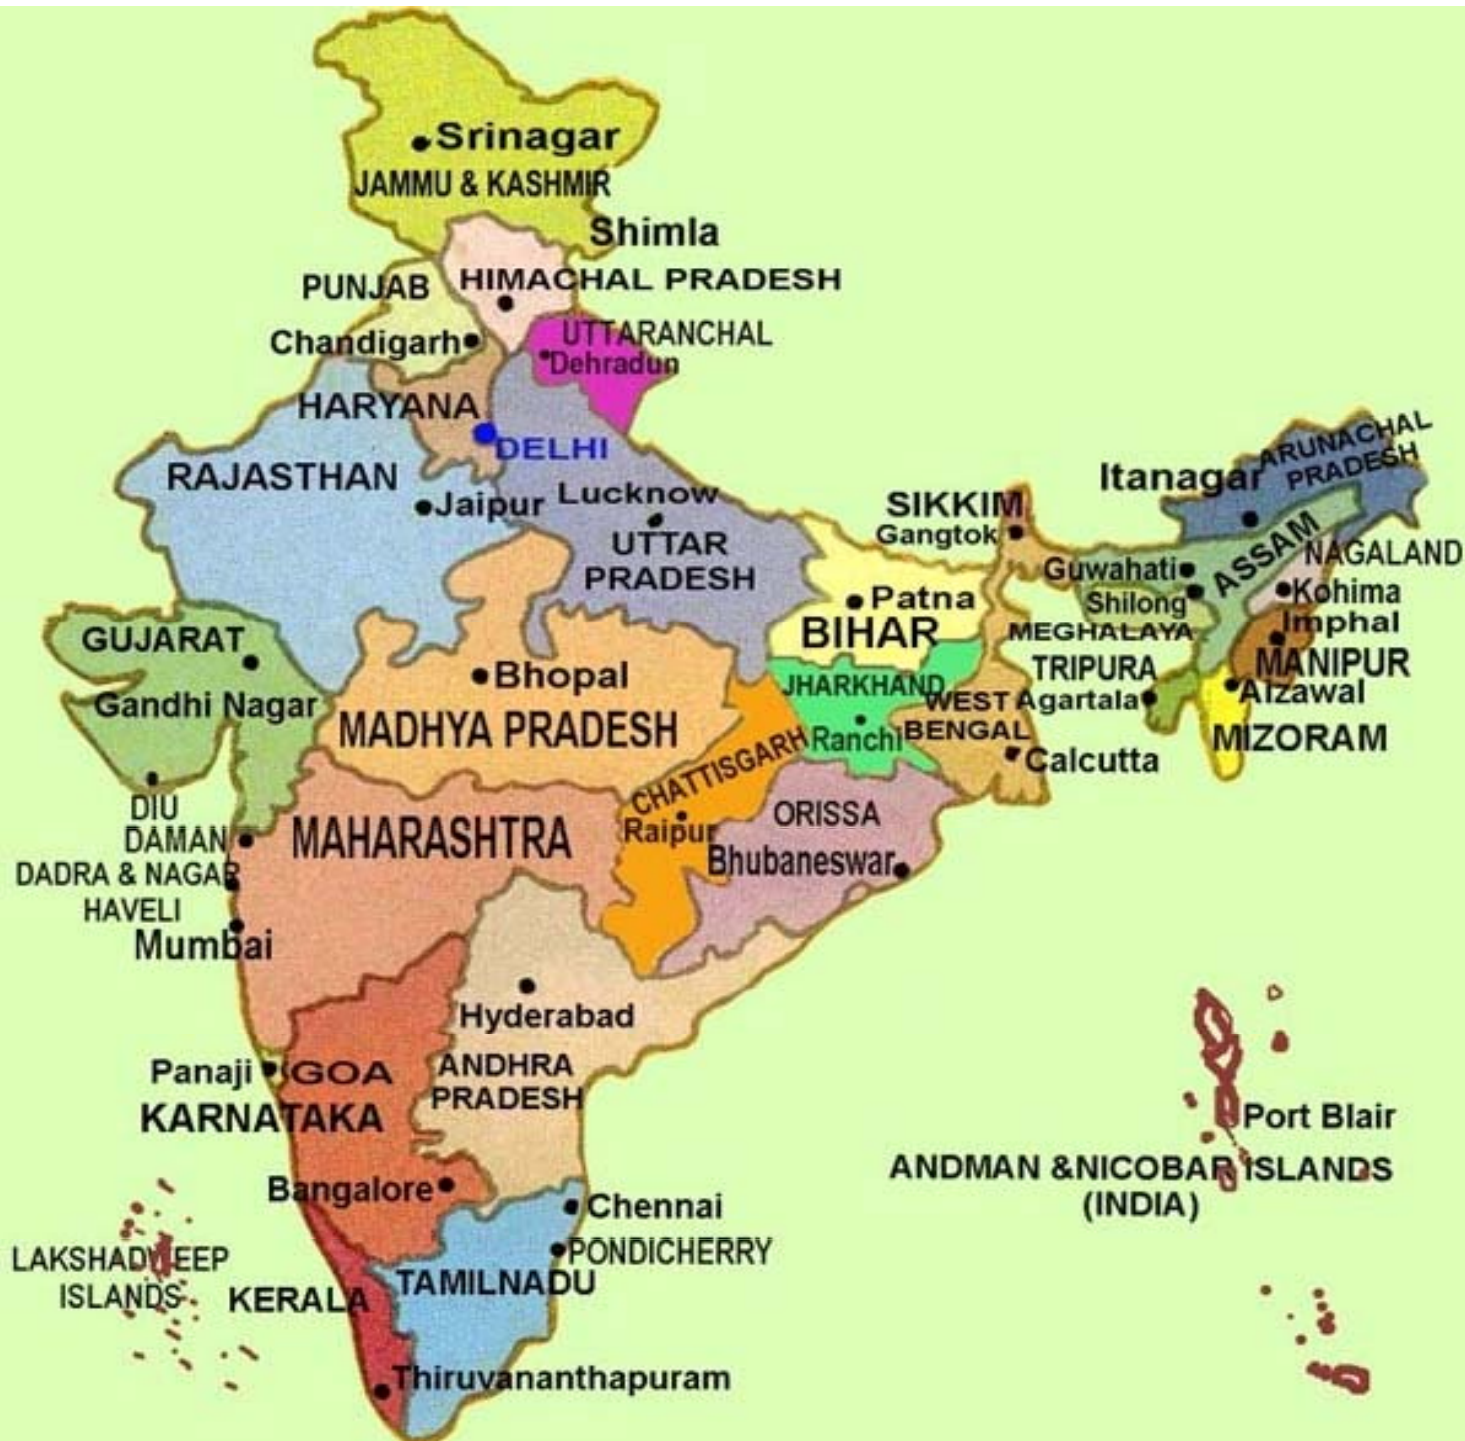 Srinagar
JAMMU & KASHMIR
Shimla
HIMACHAL PRADESH
PUNJAB
Chandigarh
UTTARANCHAL
Dehradun
HARYANA
DELHI
RAJASTHAN
Jaipur
Lucknow
UTTAR
PRADESH
SIKKIM
Gangtok
Itanagar
ARUNACHAL
PRADESH
ASSAM
NAGALAND
Guwahati
Kohima
Shilong
MEGHALAYA
Imphal
MANIPUR
TRIPURA
Agartala
Aizawal
MIZORAM
Patna
BIHAR
JHARKHAND
Ranchi
WEST
BENGAL
Calcutta
GUJARAT
Gandhi Nagar
Bhopal
MADHYA PRADESH
CHATTISGARH
Raipur
ORISSA
Bhubaneswar
DIU
DAMAN
DADRA & NAGAR
HAVELI
Mumbai
MAHARASHTRA
Hyderabad
ANDHRA
PRADESH
Panaji
GOA
KARNATAKA
Bangalore
Chennai
PONDICHERRY
TAMILNADU
KERALA
Thiruvananthapuram
LAKSHADWEEP
ISLANDS
Port Blair
ANDMAN &NICOBAR ISLANDS
(INDIA)